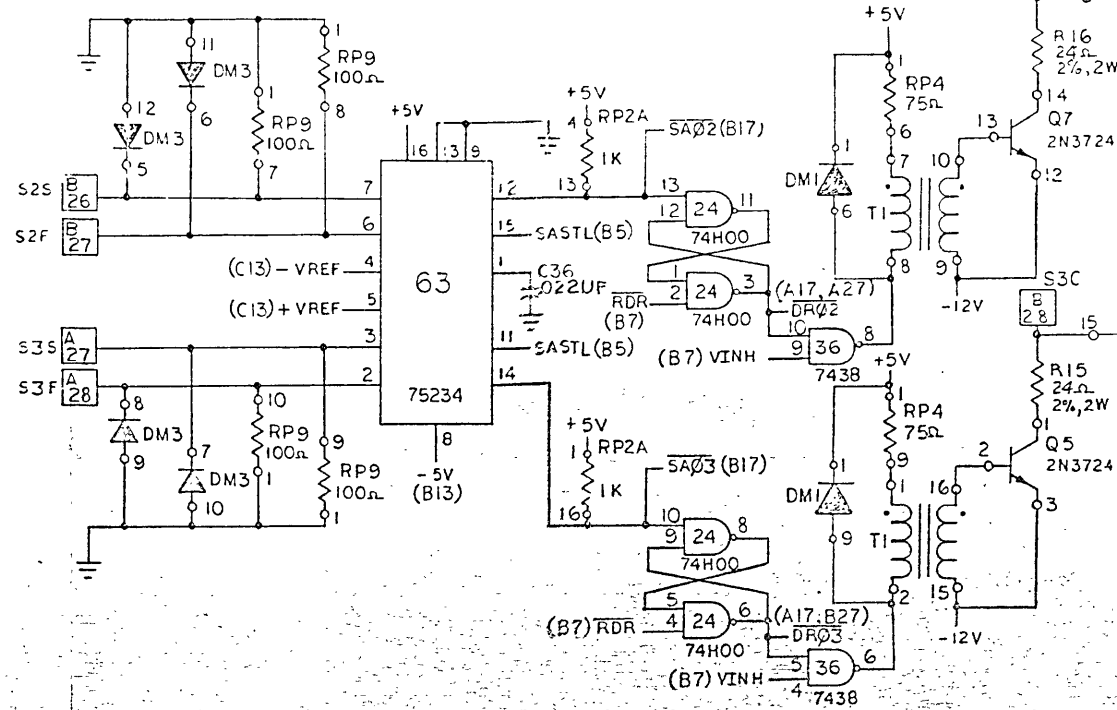 +5V
R16
24Ω
2%, 2W
14
Q7
2N3724
13
12
1
11
DM3
6
12
DM3
5
1
RP9
100Ω
7
1
RP9
100Ω
8
+5V
16
13
9
+5V
4
RP2A
1K
13
SA02(B17)
1
RP4
75Ω
6
7
10
1
DM1
6
T1
8
9
-12V
S2S
B
26
7
12
S2F
B
27
6
15
SASTL(B5)
(C13)-VREF
4
63
1
C36
.022UF
(C13)+VREF
5
S3S
A
27
3
11
SASTL(B5)
S3F
A
28
2
14
75234
8
-5V
(B13)
13
12
24
11
74H00
1
2
24
3
74H00
RDR
(B7)
(A17, A27)
DR02
10
9
36
8
7438
(B7) VINH
S3C
B
28
15
R15
24Ω
2%, 2W
1
Q5
2N3724
2
3
8
DM3
9
7
DM3
10
10
RP9
100Ω
1
9
RP9
100Ω
1
+5V
1
RP2A
1K
16
SA03(B17)
10
9
24
8
74H00
5
4
24
6
74H00
(B7) RDR
(A17, B27)
DR03
5
4
36
6
7438
(B7) VINH
+5V
1
RP4
75Ω
9
1
16
1
DM1
9
T1
2
15
-12V